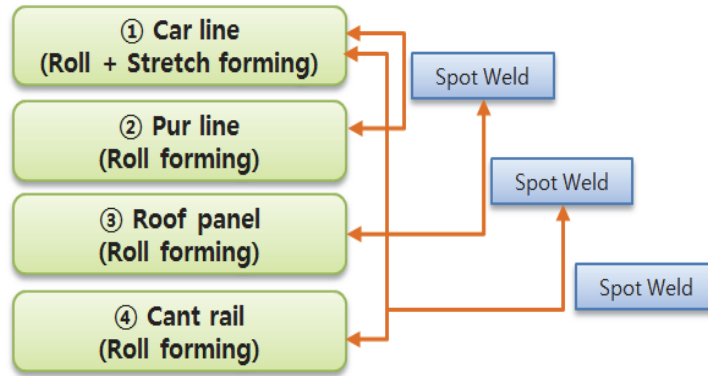 ① Car line
(Roll + Stretch forming)
Spot Weld
② Pur line
(Roll forming)
Spot Weld
③ Roof panel
(Roll forming)
Spot Weld
④ Cant rail
(Roll forming)